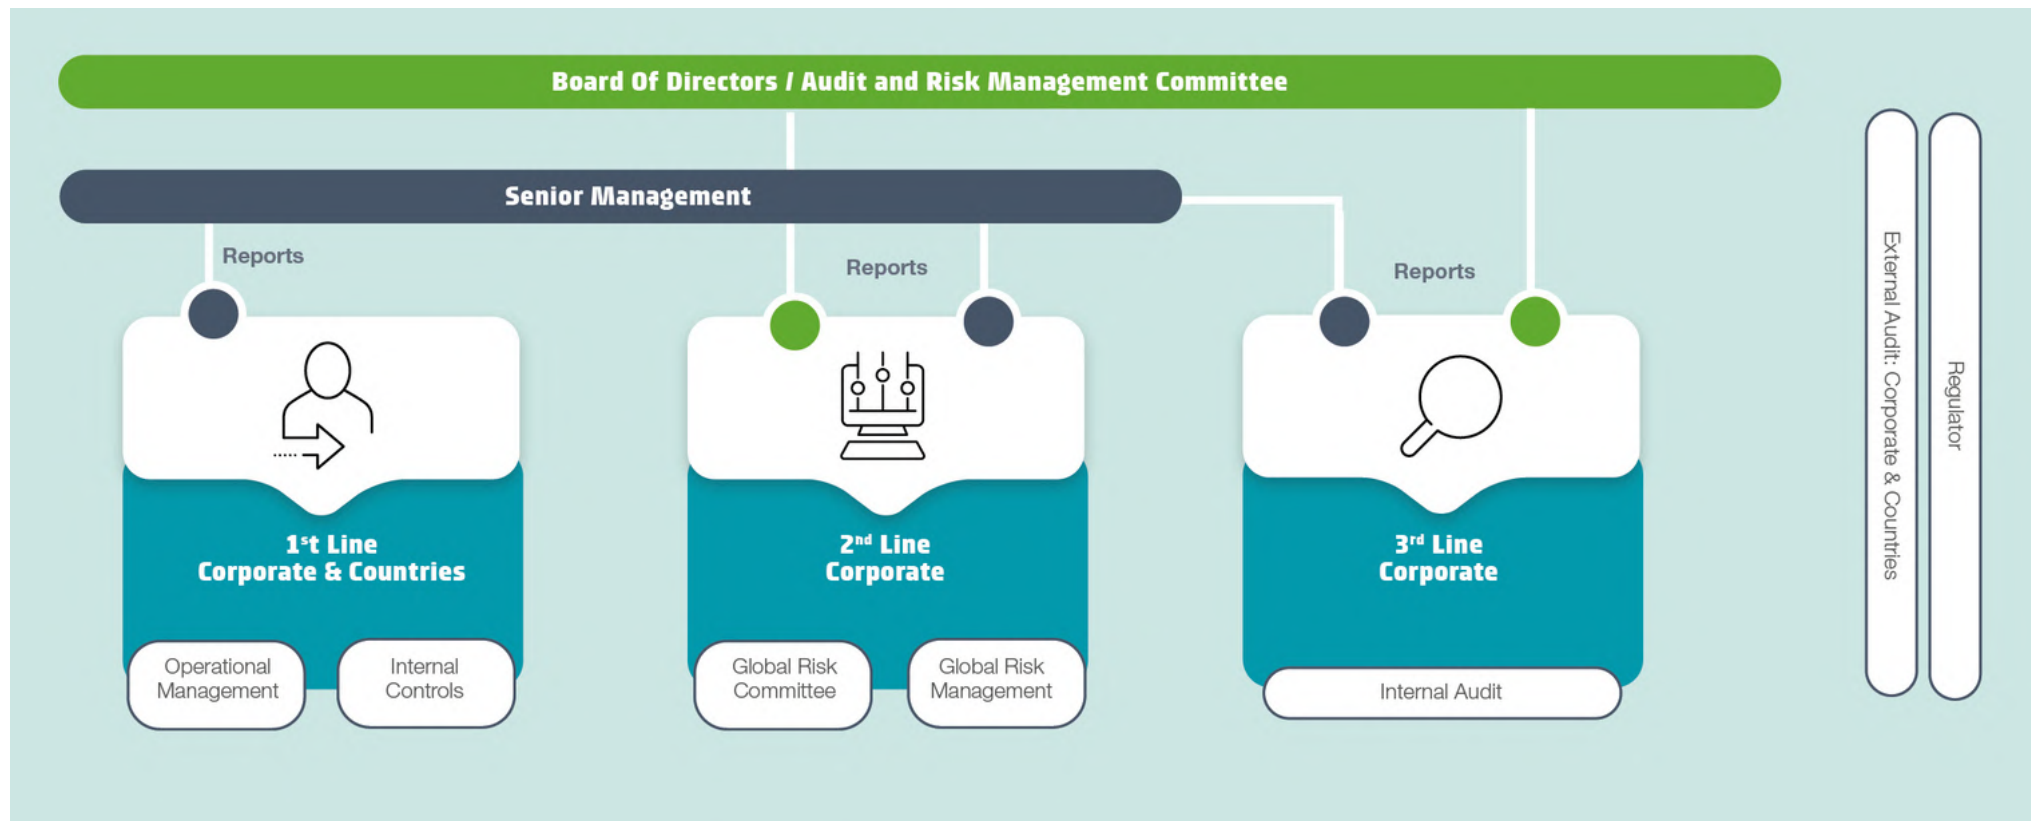 Board Of Directors / Audit and Risk Management Committee
Senior Management
Reports
Reports
Reports
1st Line
Corporate & Countries
Operational
Management
Internal
Controls
2nd Line
Corporate
Global Risk
Committee
Global Risk
Management
3rd Line
Corporate
Internal Audit
External Audit: Corporate & Countries
Regulator